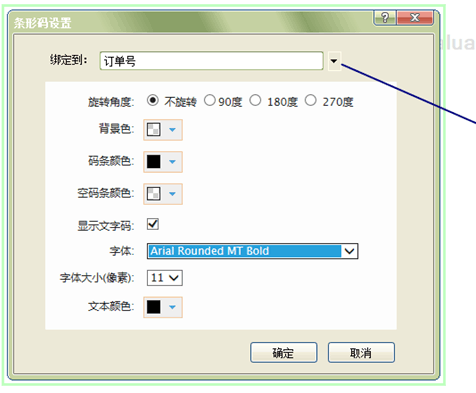 条形码设置
绑定到: 订单号
旋转角度: 不旋转 90度 180度 270度
背景色:
码条颜色:
空码条颜色:
显示文字码:
字体: Arial Rounded MT Bold
字体大小(像素): 11
文本颜色:
确定 取消